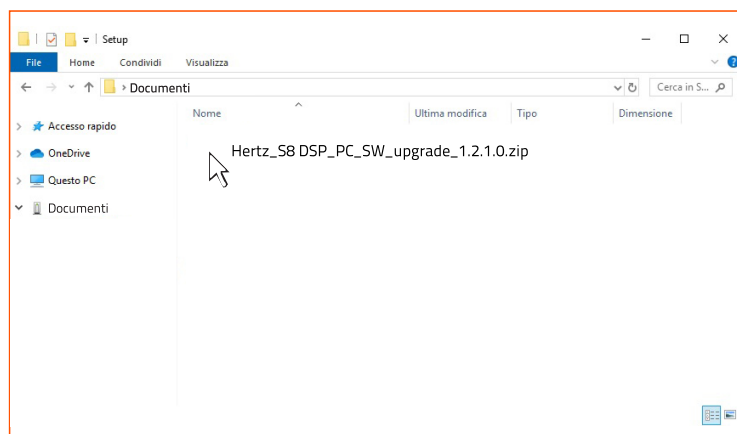 Setup
File Home Condividi Visualizza
Documenti
Cerca in S...
Nome Ultima modifica Tipo Dimensione
Accesso rapido
OneDrive
Questo PC
Documenti
Hertz_S8 DSP_PC_SW_upgrade_1.2.1.0.zip